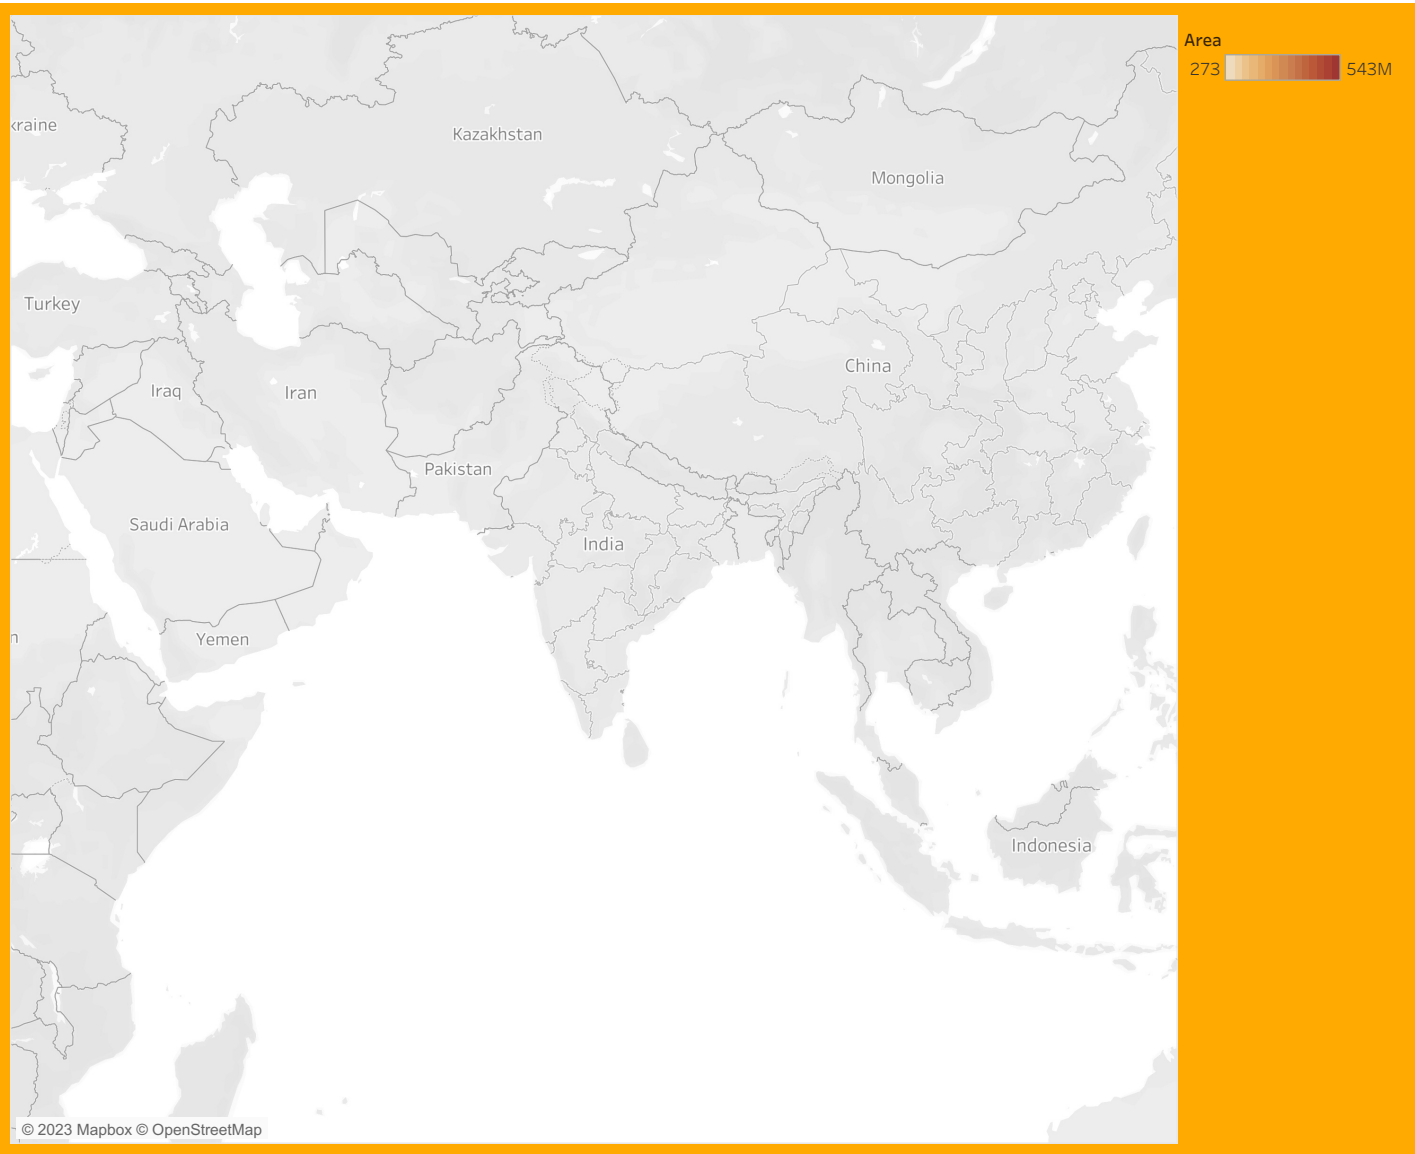 Area
273
543M
kraine
Kazakhstan
Mongolia
Turkey
China
Iraq
Iran
Pakistan
Saudi Arabia
India
n
Yemen
Indonesia
© 2023 Mapbox © OpenStreetMap